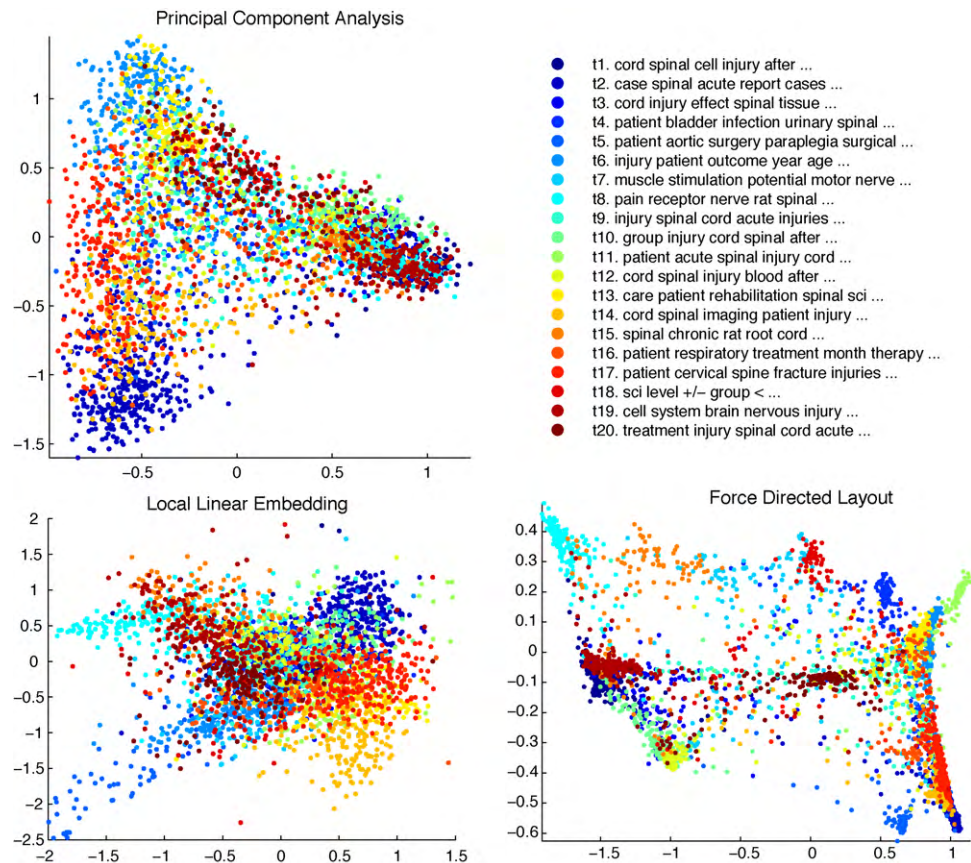 Principal Component Analysis
1
0.5
0
−0.5
−1
−1.5
−0.5
0
0.5
1
t1. cord spinal cell injury after ...
t2. case spinal acute report cases ...
t3. cord injury effect spinal tissue ...
t4. patient bladder infection urinary spinal ...
t5. patient aortic surgery paraplegia surgical ...
t6. injury patient outcome year age ...
t7. muscle stimulation potential motor nerve ...
t8. pain receptor nerve rat spinal ...
t9. injury spinal cord acute injuries ...
t10. group injury cord spinal after ...
t11. patient acute spinal injury cord ...
t12. cord spinal injury blood after ...
t13. care patient rehabilitation spinal sci ...
t14. cord spinal imaging patient injury ...
t15. spinal chronic rat root cord ...
t16. patient respiratory treatment month therapy ...
t17. patient cervical spine fracture injuries ...
t18. sci level +/− group < ...
t19. cell system brain nervous injury ...
t20. treatment injury spinal cord acute ...
Local Linear Embedding
2
1.5
1
0.5
0
−0.5
−1
−1.5
−2
−2.5
−2
−1.5
−1
−0.5
0
0.5
1
1.5
Force Directed Layout
0.4
0.3
0.2
0.1
0
−0.1
−0.2
−0.3
−0.4
−0.5
−0.6
−1.5
−1
−0.5
0
0.5
1